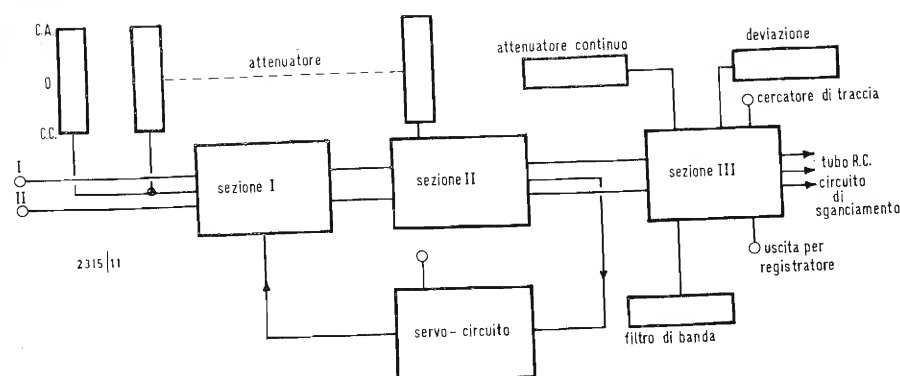 C.A.
0
C.C.
attenuatore
attenuatore continuo
deviazione
cercatore di traccia
I
II
sezione I
sezione II
sezione III
tubo R.C.
circuito
di
sganciamento
2315|11
servo-circuito
uscita per
registratore
filtro di banda